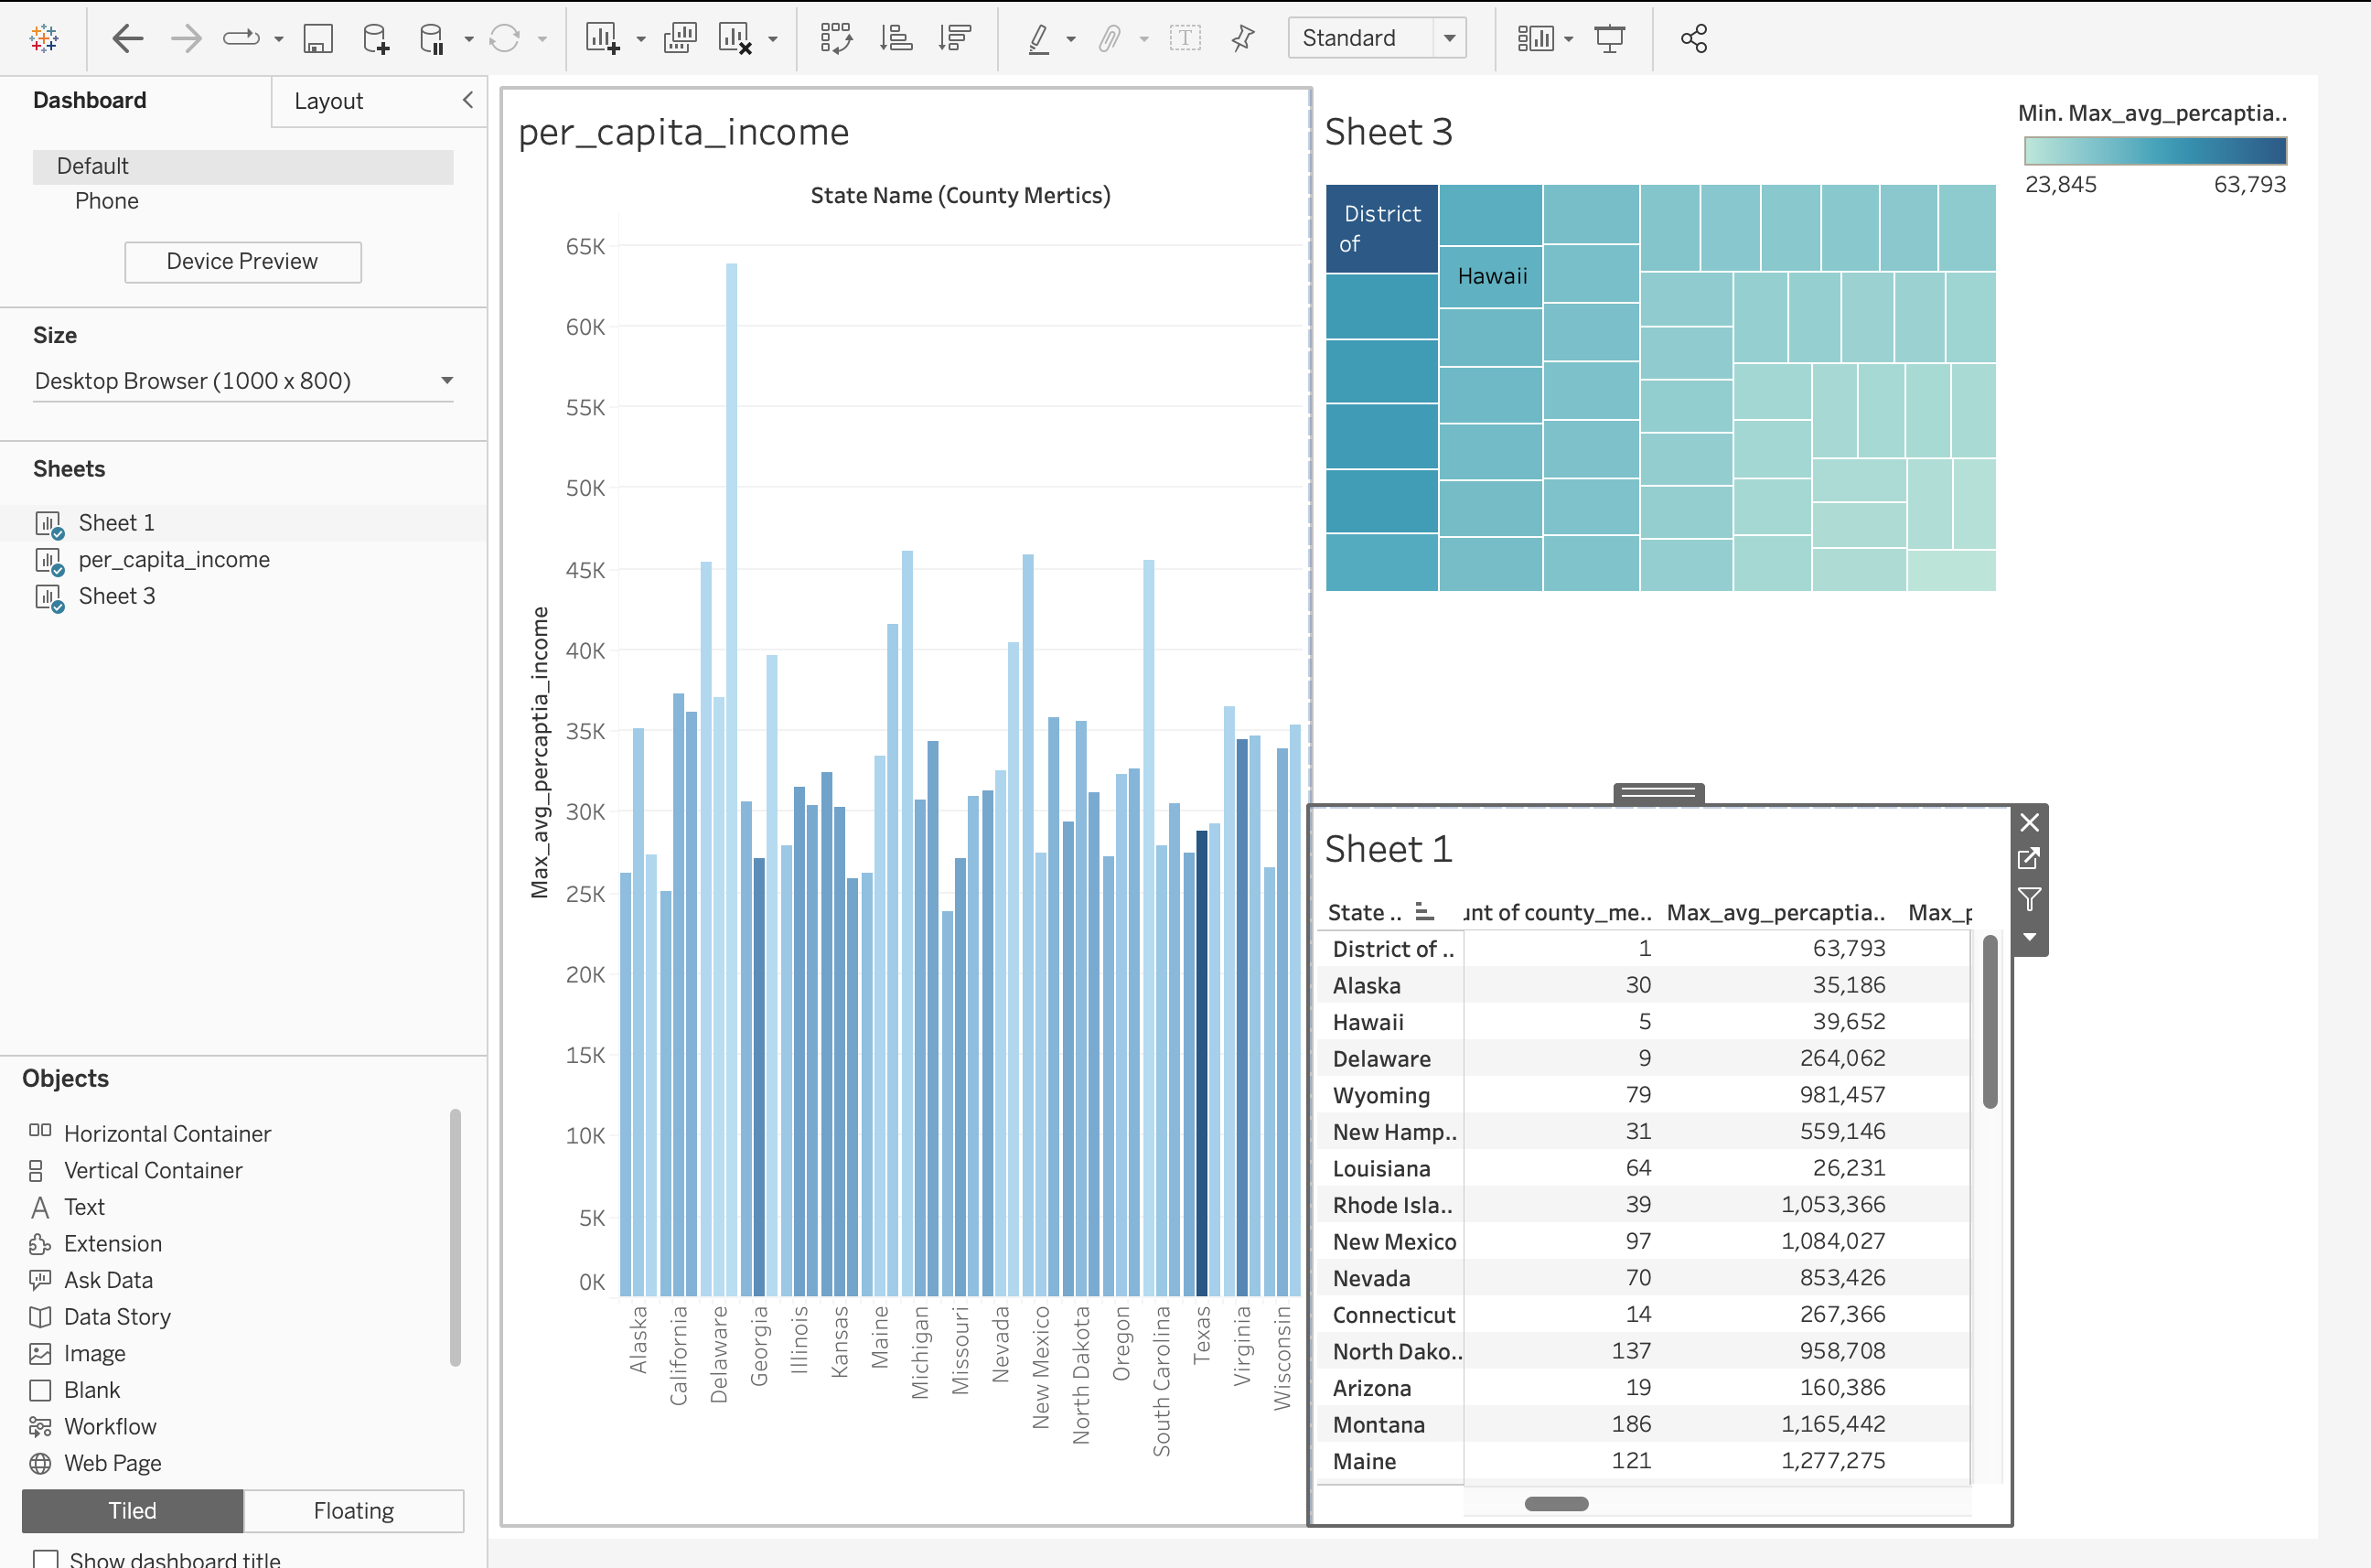 Standard
Dashboard
Layout
Default
Phone
Device Preview
Size
Desktop Browser (1000 x 800)
Sheets
Sheet 1
per_capita_income
Sheet 3
Objects
Horizontal Container
Vertical Container
Text
Extension
Ask Data
Data Story
Image
Blank
Workflow
Web Page
Tiled
Floating
Show dashboard title
per_capita_income
State Name (County Mertics)
Max_avg_percaptia_income
65K
60K
55K
50K
45K
40K
35K
30K
25K
20K
15K
10K
5K
0K
Alaska
California
Delaware
Georgia
Illinois
Kansas
Maine
Michigan
Missouri
Nevada
New Mexico
North Dakota
Oregon
South Carolina
Texas
Virginia
Wisconsin
Sheet 3
District
of
Hawaii
Min. Max_avg_percaptia..
23,845 63,793
Sheet 1
State .. unt of county_me.. Max_avg_percaptia.. Max_p
District of .. 1 63,793
Alaska 30 35,186
Hawaii 5 39,652
Delaware 9 264,062
Wyoming 79 981,457
New Hamp.. 31 559,146
Louisiana 64 26,231
Rhode Isla.. 39 1,053,366
New Mexico 97 1,084,027
Nevada 70 853,426
Connecticut 14 267,366
North Dako.. 137 958,708
Arizona 19 160,386
Montana 186 1,165,442
Maine 121 1,277,275